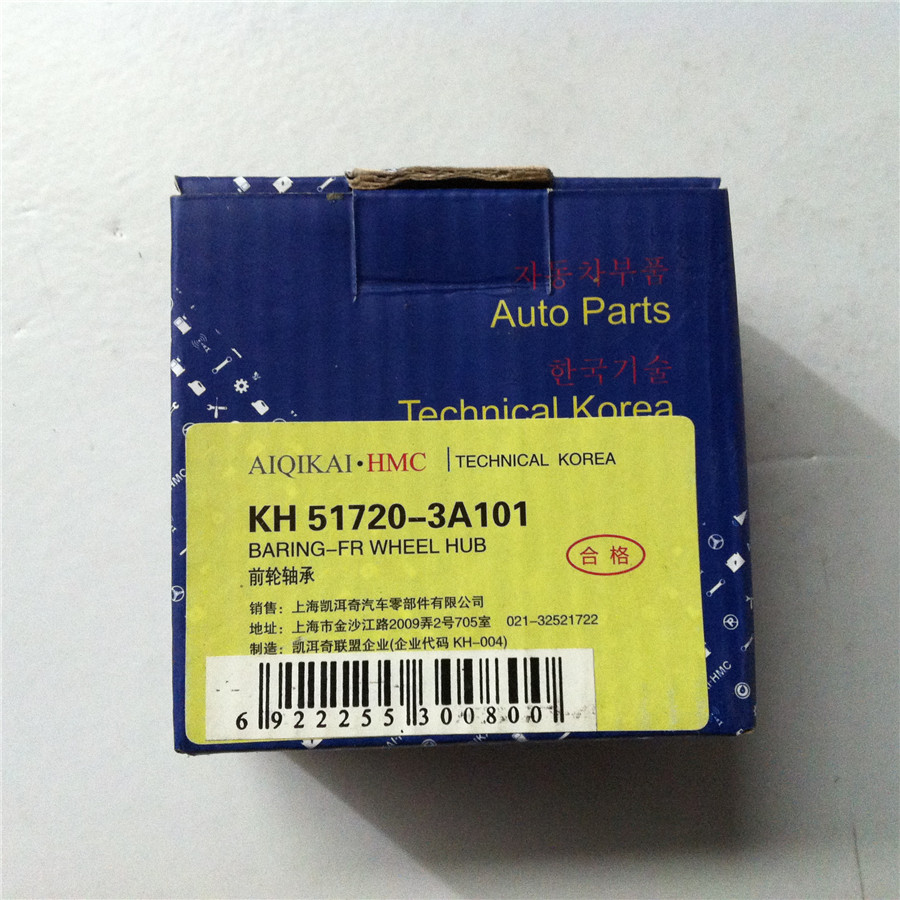 자동차부품
Auto Parts
한국기술
Technical Korea
AIQIKAI·HMC | TECHNICAL KOREA
KH 51720-3A101
BARING-FR WHEEL HUB
合格
前轮轴承
销售：上海凯洱奇汽车零部件有限公司
地址：上海市金沙江路2009弄2号705室 021-32521722
制造：凯洱奇联盟企业(企业代码 KH-004)
6 922255 300800